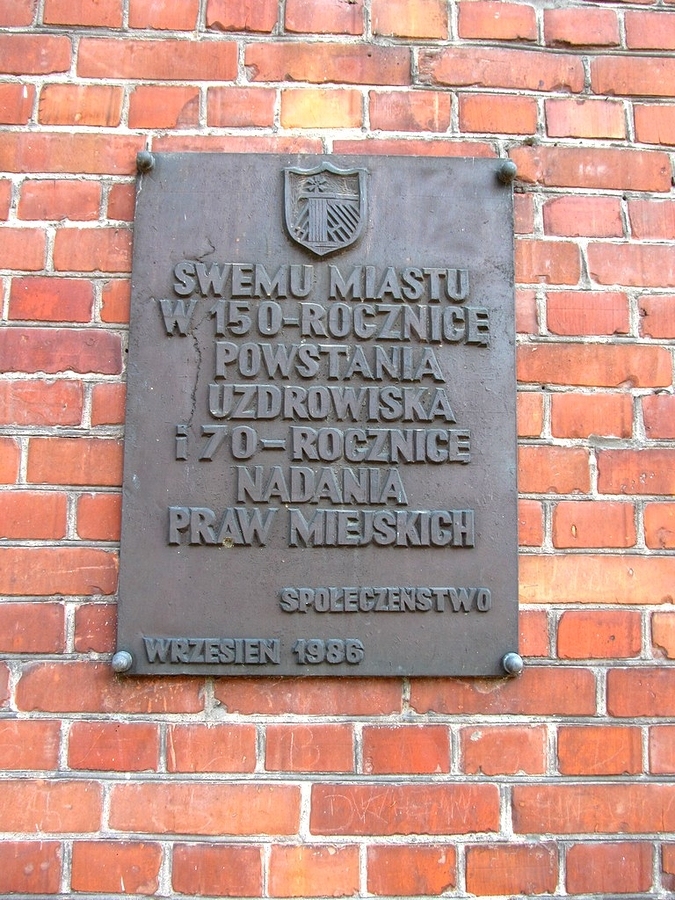 SWEMU MIASTU
W 150-ROCZNICĘ
POWSTANIA
UZDROWISKA
i 70-ROCZNICĘ
NADANIA
PRAW MIEJSKICH
SPOŁECZEŃSTWO
WRZESIEŃ 1986